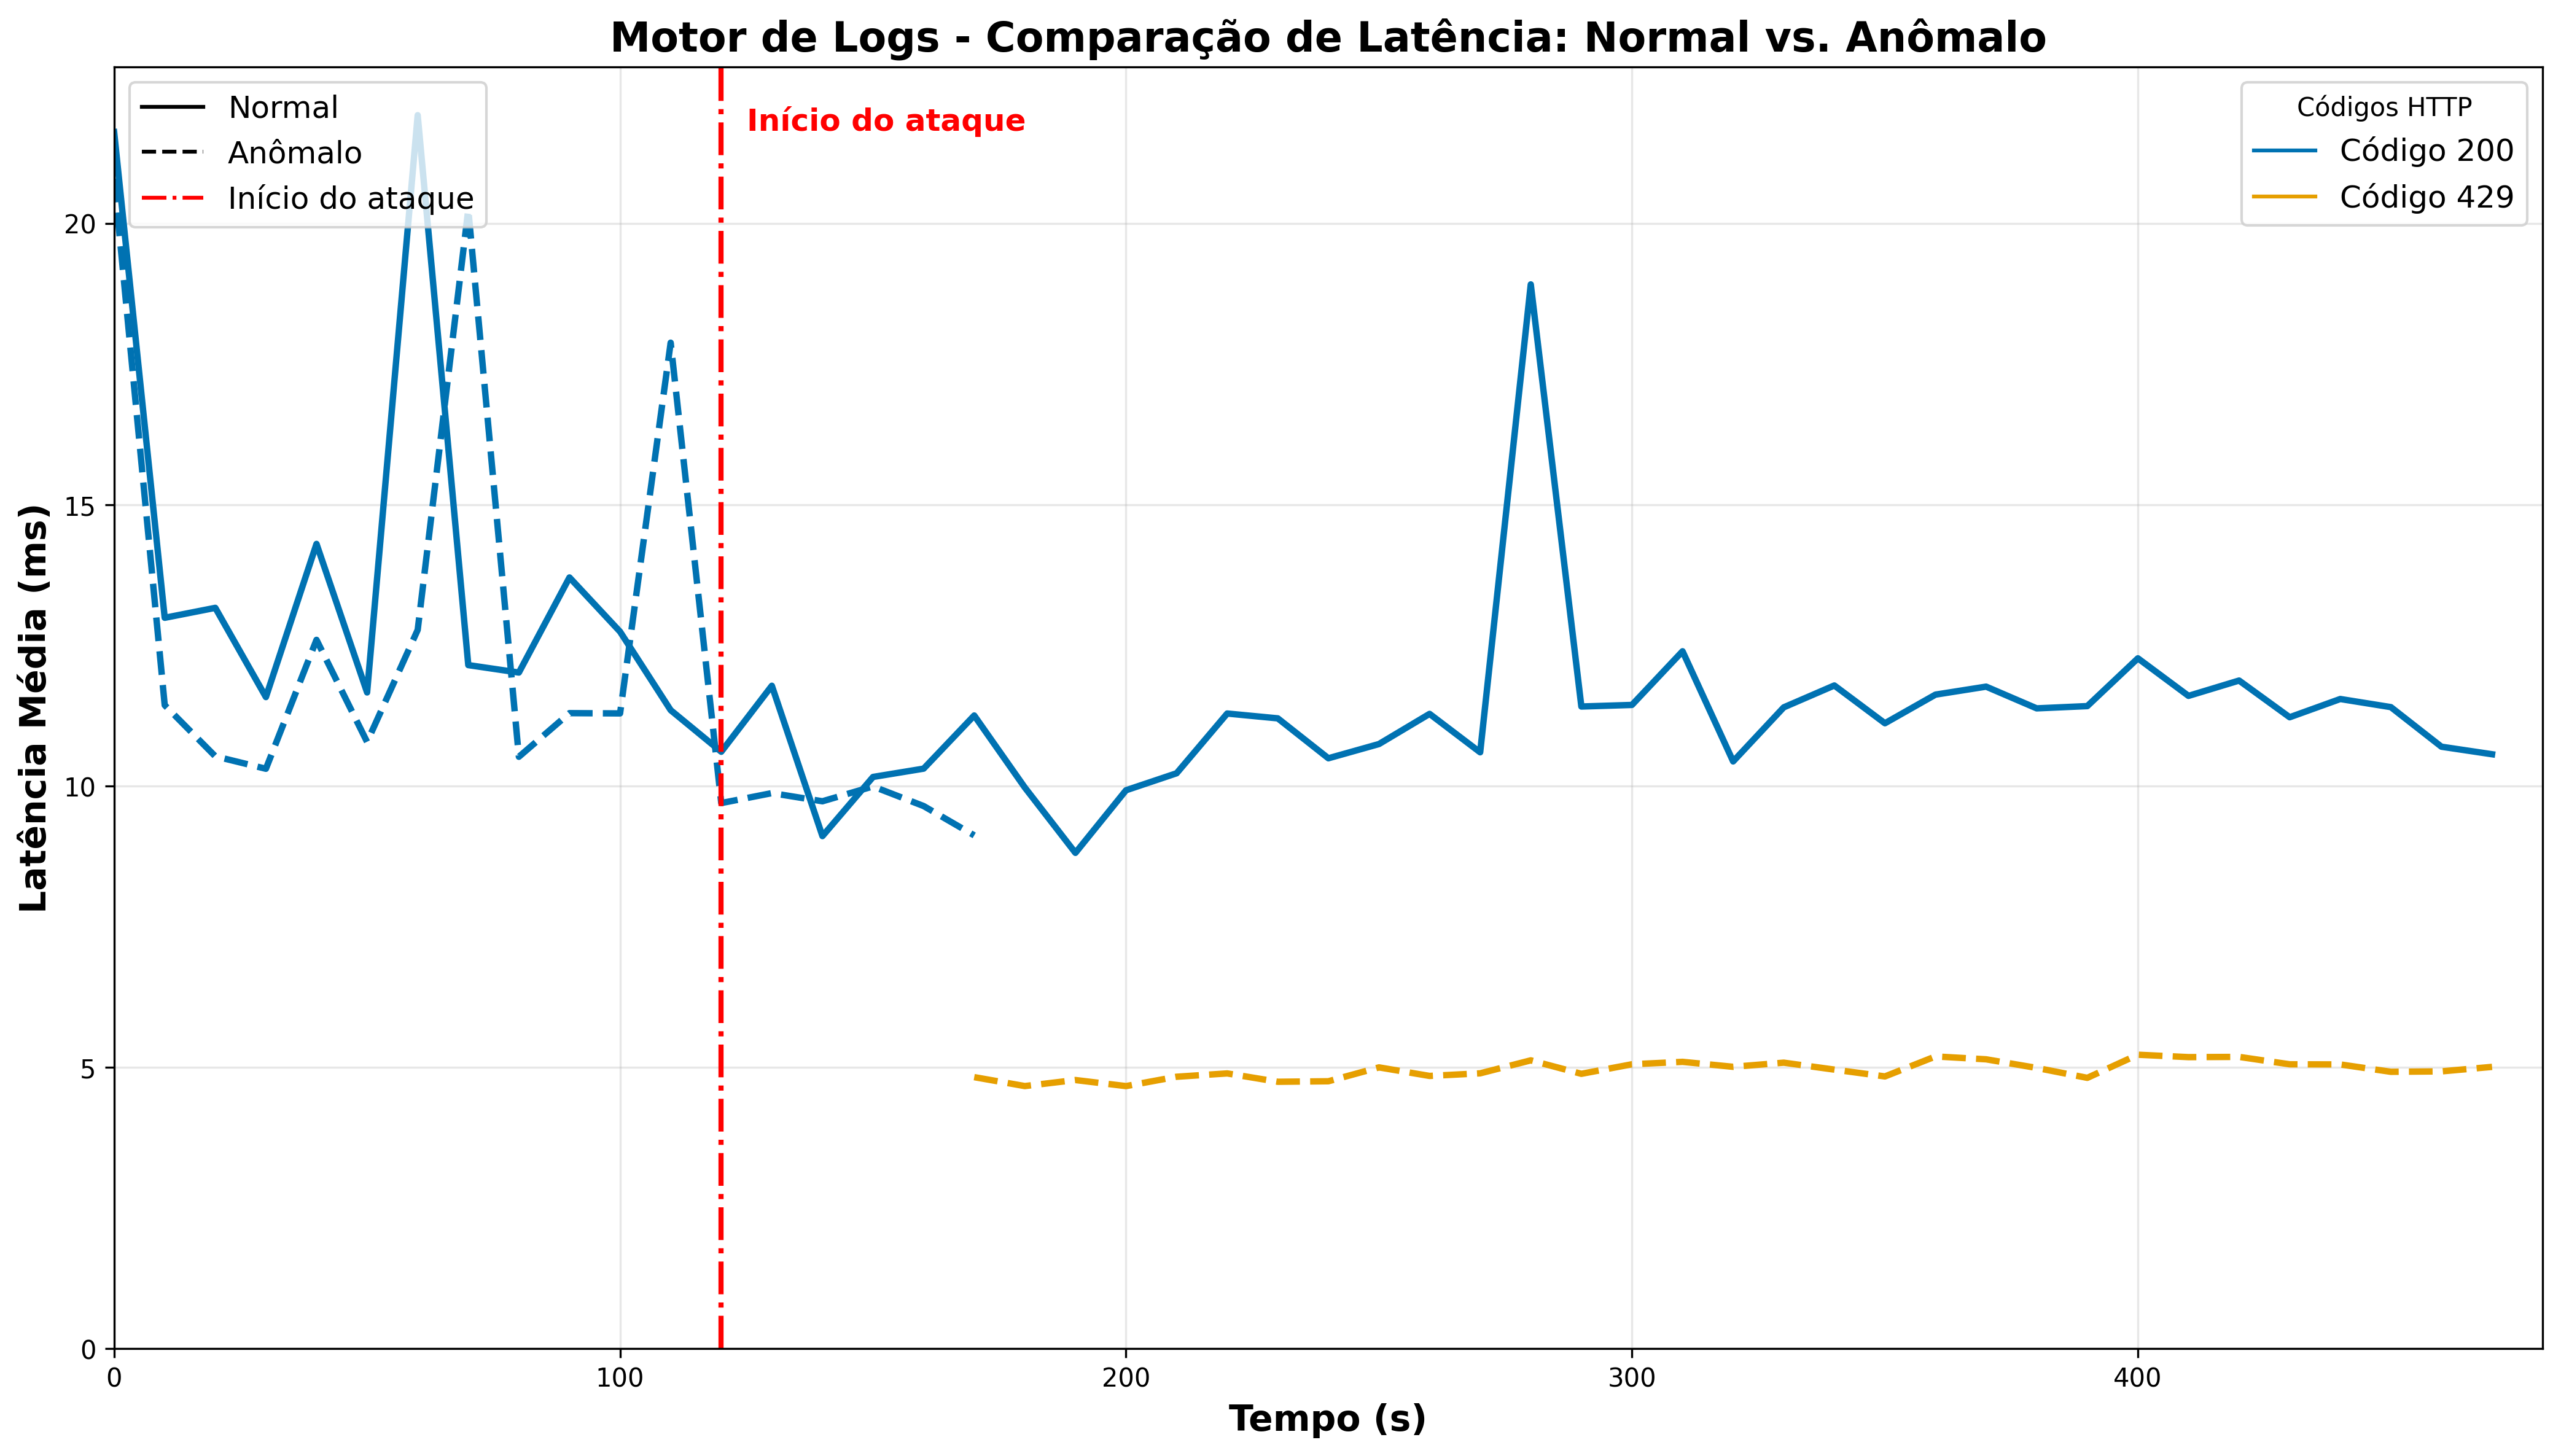 Motor de Logs - Comparação de Latência: Normal vs. Anômalo
Normal
Anômalo
Início do ataque
Início do ataque
Códigos HTTP
Código 200
Código 429
Latência Média (ms)
20
15
10
5
0
0 100 200 300 400
Tempo (s)